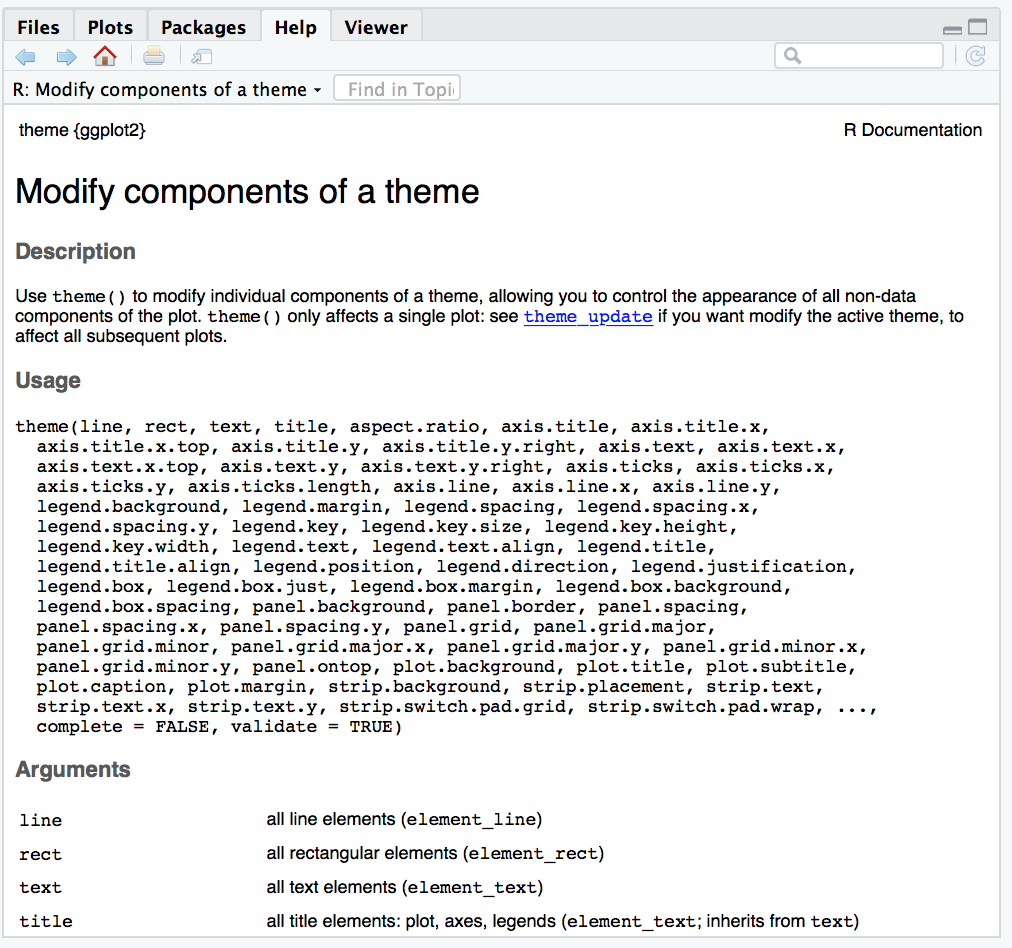 Files Plots Packages Help Viewer
R: Modify components of a theme Find in Topi
theme {ggplot2} R Documentation
Modify components of a theme
Description
Use theme() to modify individual components of a theme, allowing you to control the appearance of all non-data
components of the plot. theme() only affects a single plot: see theme_update if you want modify the active theme, to
affect all subsequent plots.
Usage
theme(line, rect, text, title, aspect.ratio, axis.title, axis.title.x,
axis.title.x.top, axis.title.y, axis.title.y.right, axis.text, axis.text.x,
axis.text.x.top, axis.text.y, axis.text.y.right, axis.ticks, axis.ticks.x,
axis.ticks.y, axis.ticks.length, axis.line, axis.line.x, axis.line.y,
legend.background, legend.margin, legend.spacing, legend.spacing.x,
legend.spacing.y, legend.key, legend.key.size, legend.key.height,
legend.key.width, legend.text, legend.text.align, legend.title,
legend.title.align, legend.position, legend.direction, legend.justification,
legend.box, legend.box.just, legend.box.margin, legend.box.background,
legend.box.spacing, panel.background, panel.border, panel.spacing,
panel.spacing.x, panel.spacing.y, panel.grid, panel.grid.major,
panel.grid.minor, panel.grid.major.x, panel.grid.major.y, panel.grid.minor.x,
panel.grid.minor.y, panel.ontop, plot.background, plot.title, plot.subtitle,
plot.caption, plot.margin, strip.background, strip.placement, strip.text,
strip.text.x, strip.text.y, strip.switch.pad.grid, strip.switch.pad.wrap, ...,
complete = FALSE, validate = TRUE)
Arguments
line all line elements (element_line)
rect all rectangular elements (element_rect)
text all text elements (element_text)
title all title elements: plot, axes, legends (element_text; inherits from text)